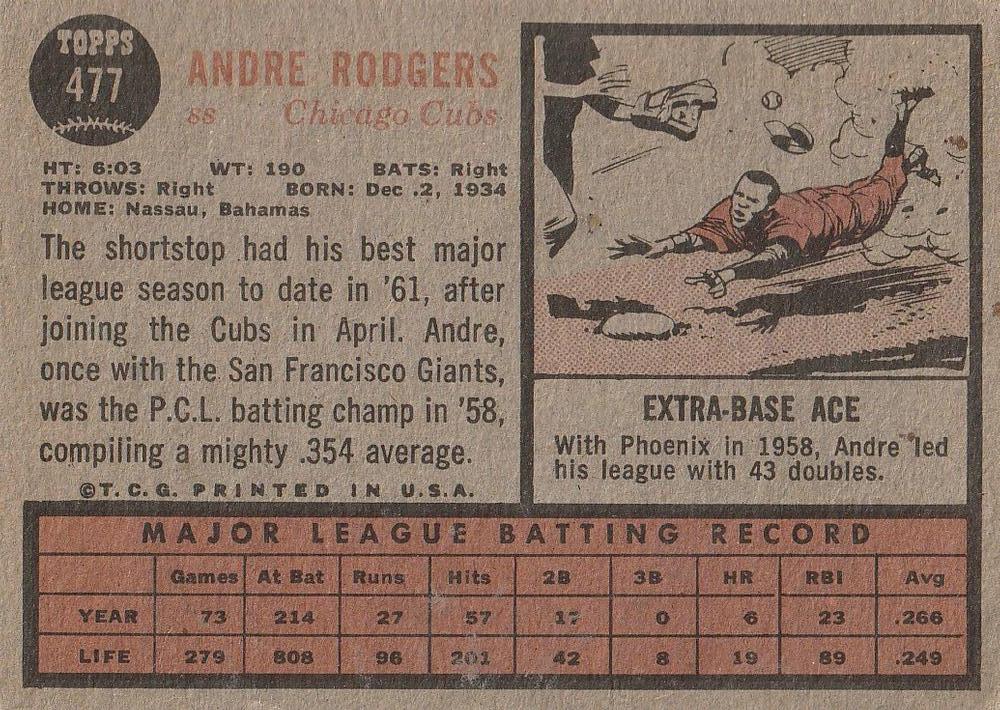 TOPPS
477
ANDRE RODGERS
ss Chicago Cubs
HT: 6:03 WT: 190 BATS: Right
THROWS: Right BORN: Dec .2, 1934
HOME: Nassau, Bahamas
The shortstop had his best major
league season to date in '61, after
joining the Cubs in April. Andre,
once with the San Francisco Giants,
was the P.C.L. batting champ in '58,
compiling a mighty .354 average.
©T.C.G. PRINTED IN U.S.A.
EXTRA-BASE ACE
With Phoenix in 1958, Andre led
his league with 43 doubles.
MAJOR LEAGUE BATTING RECORD
Games At Bat Runs Hits 2B 3B HR RBI Avg
YEAR 73 214 27 57 17 0 6 23 .266
LIFE 279 808 96 201 42 8 19 89 .249